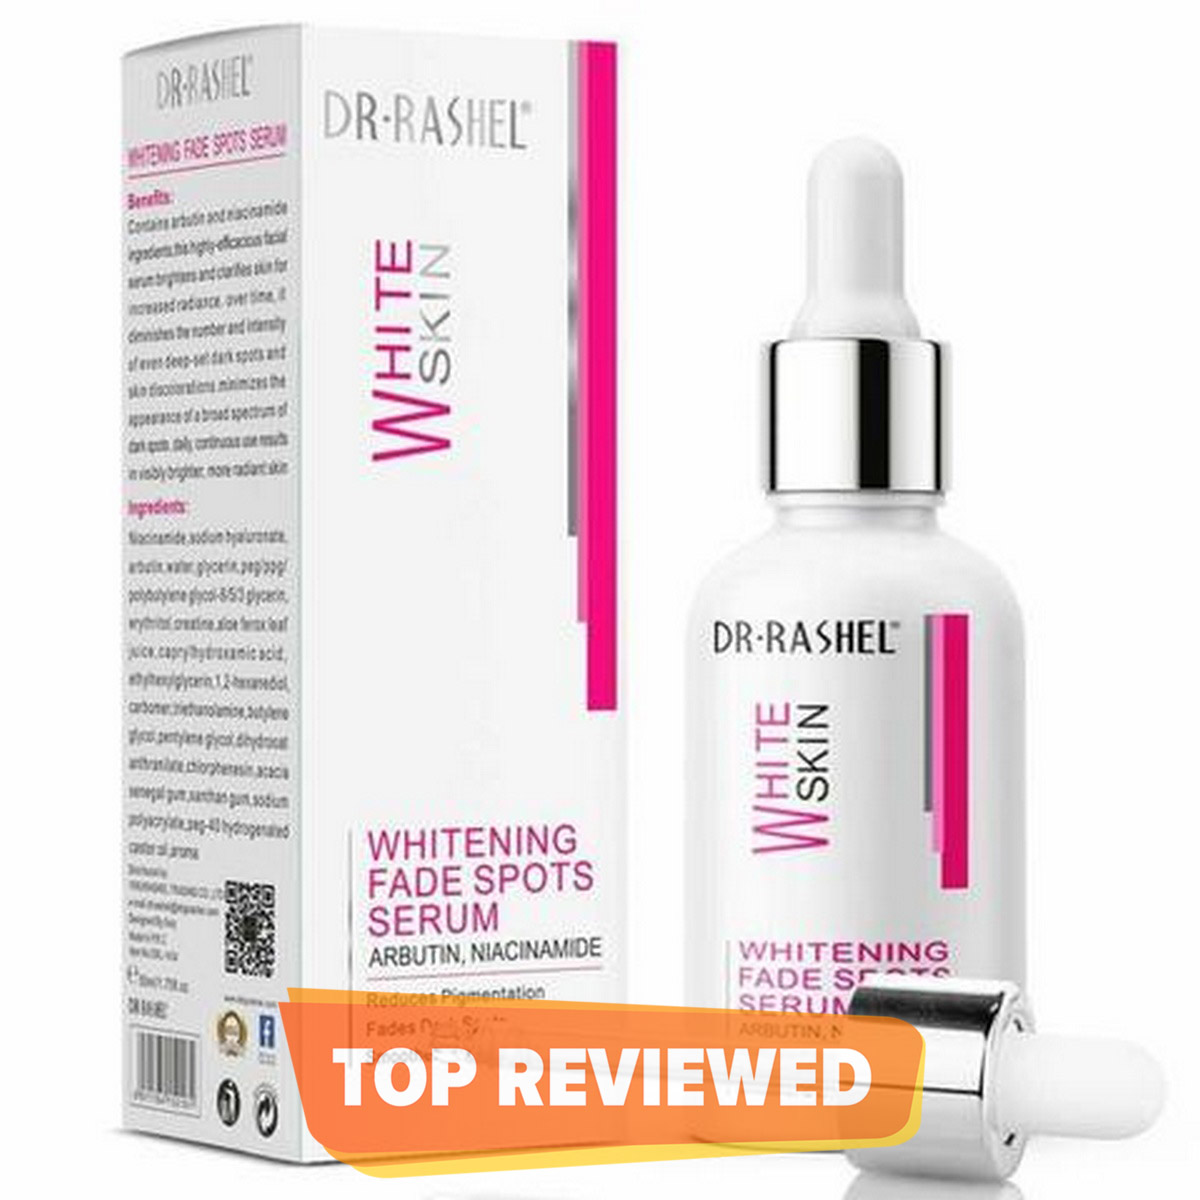 DR·RASHEL®
WHITENING FADE SPOTS SERUM
Benefits:
Contains arbutin and niacinamide
ingredients,this highly-efficacious facial
serum brightens and clarifies skin for
increased radiance, over time, it
diminishes the number and intensity
of even deep-set dark spots and
skin discolorations minimizes the
appearance of a broad spectrum of
dark spots. daily, continuous use results
in visibly brighter, more radiant skin
Ingredients:
Niacinamide,sodium hyaluronate,
arbutin,water,glycerin,peg/ppg/
polybutylene glycol-8/5/3 glycerin,
erythritol,creatine,aloe ferox leaf
juice,caprylhydroxamic acid,
ethylhexylglycerin,1,2-hexanediol,
carbomer,triethanolamine,butylene
glycol,pentylene glycol,dihydrocat
anthranilate,chlorphenesin,acacia
senegal gum,xanthan gum,sodium
polyacrylate,peg-40 hydrogenated
castor oil,aroma
DR·RASHEL®
WHITE
SKIN
WHITENING
FADE SPOTS
SERUM
ARBUTIN, NIACINAMIDE
Reduces Pigmentation
Fades Dark Spots
DR·RASHEL®
WHITE
SKIN
WHITENING
FADE SPOTS
SERUM
ARBUTIN, N
TOP REVIEWED